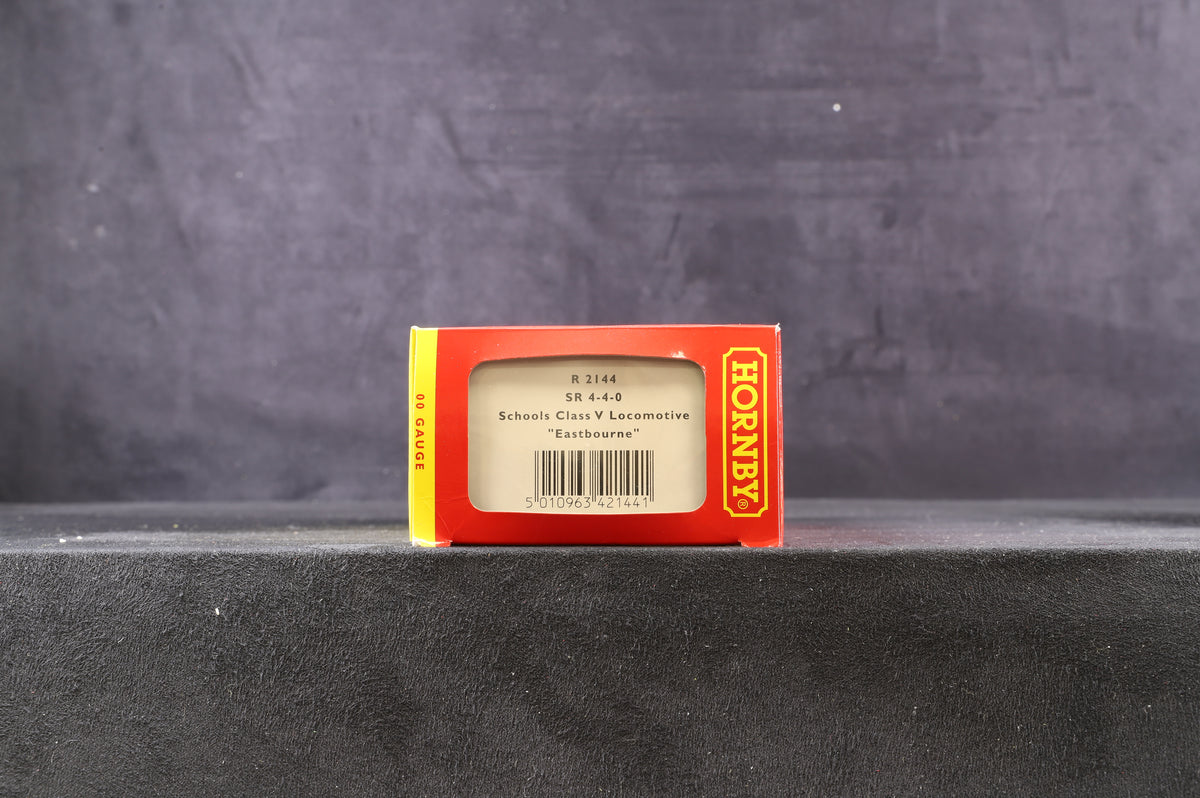 00 GAUGE
R 2144
SR 4-4-0
Schools Class V Locomotive
"Eastbourne"
5 010963 421441
HORNBY®